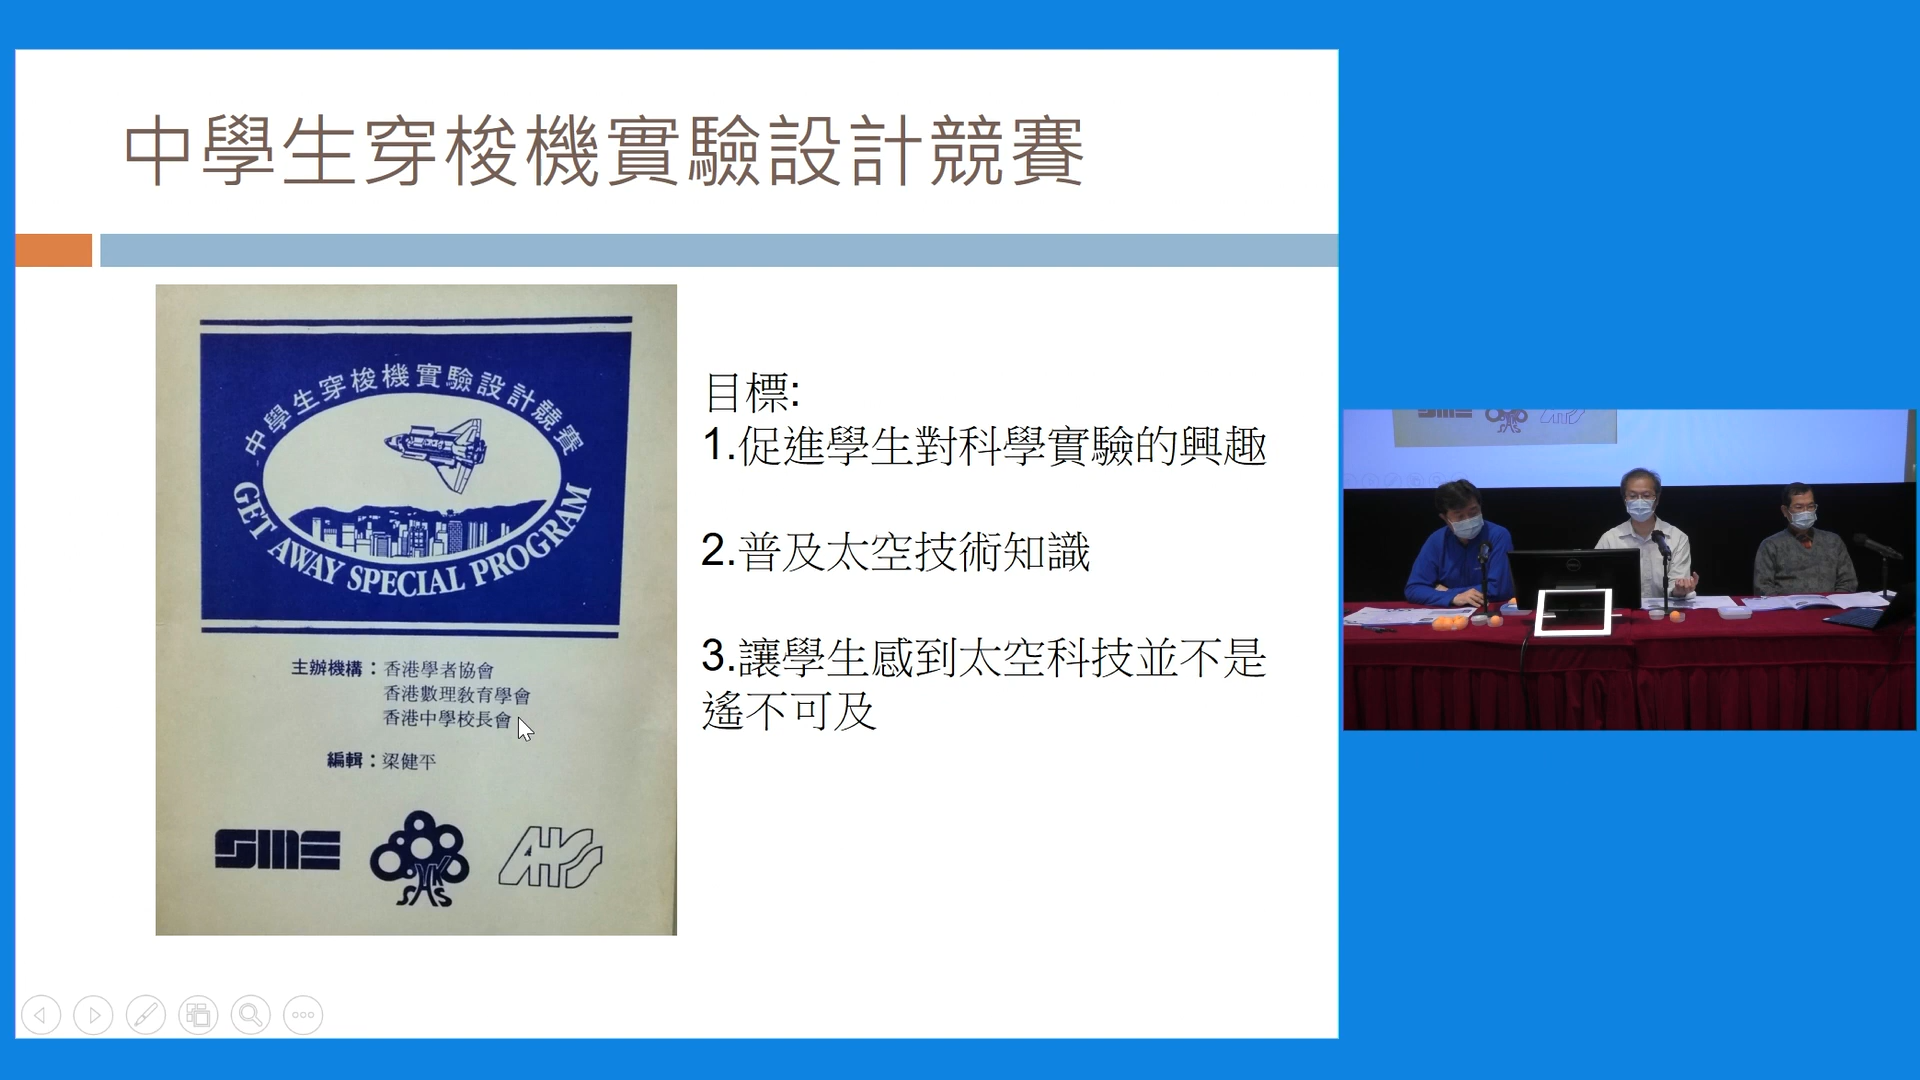 中學生穿梭機實驗設計競賽
中學生穿梭機實驗設計競賽
GET AWAY SPECIAL PROGRAM
主辦機構：香港學者協會
香港數理教育學會
香港中學校長會
編輯：梁健平
SME
HKSAS
AHSS
目標:
1.促進學生對科學實驗的興趣
2.普及太空技術知識
3.讓學生感到太空科技並不是
遙不可及